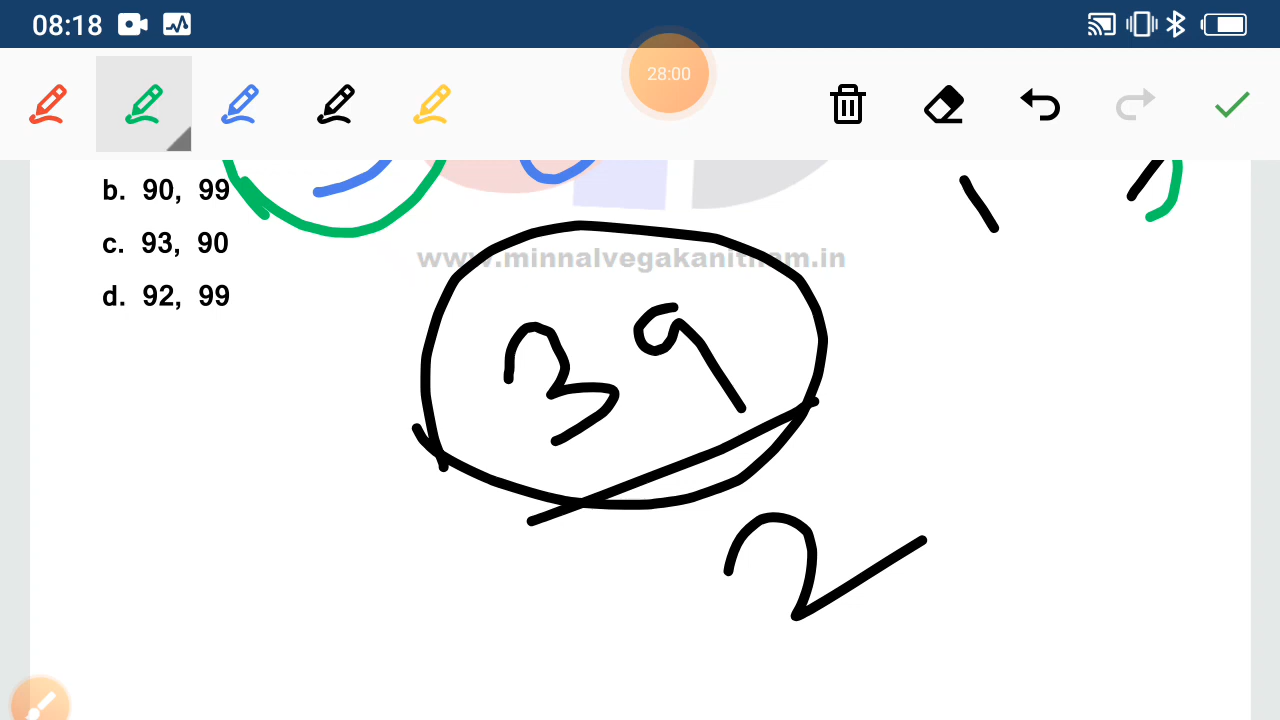 08:18
28:00
b. 90, 99
c. 93, 90
www.minnalvegakanitham.in
d. 92, 99
39
2